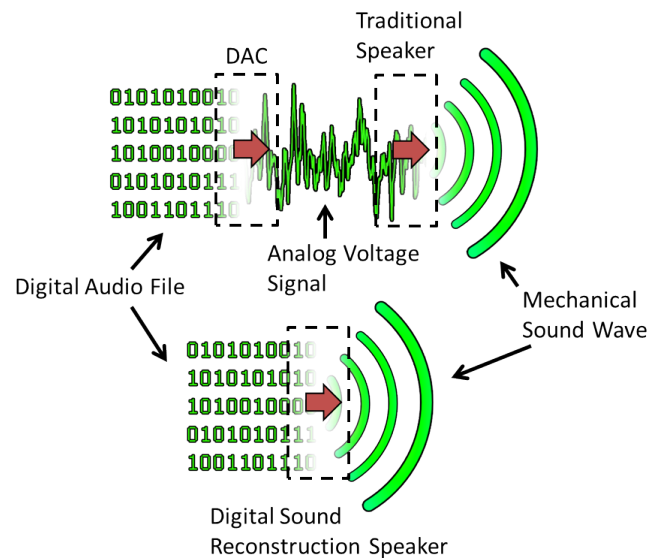 Traditional
Speaker
DAC
0101010010
1010101010
1010010000
0101010111
1001101110
Analog Voltage
Signal
Digital Audio File
Mechanical
Sound Wave
0101010010
1010101010
101001000
0101010111
1001101110
Digital Sound
Reconstruction Speaker